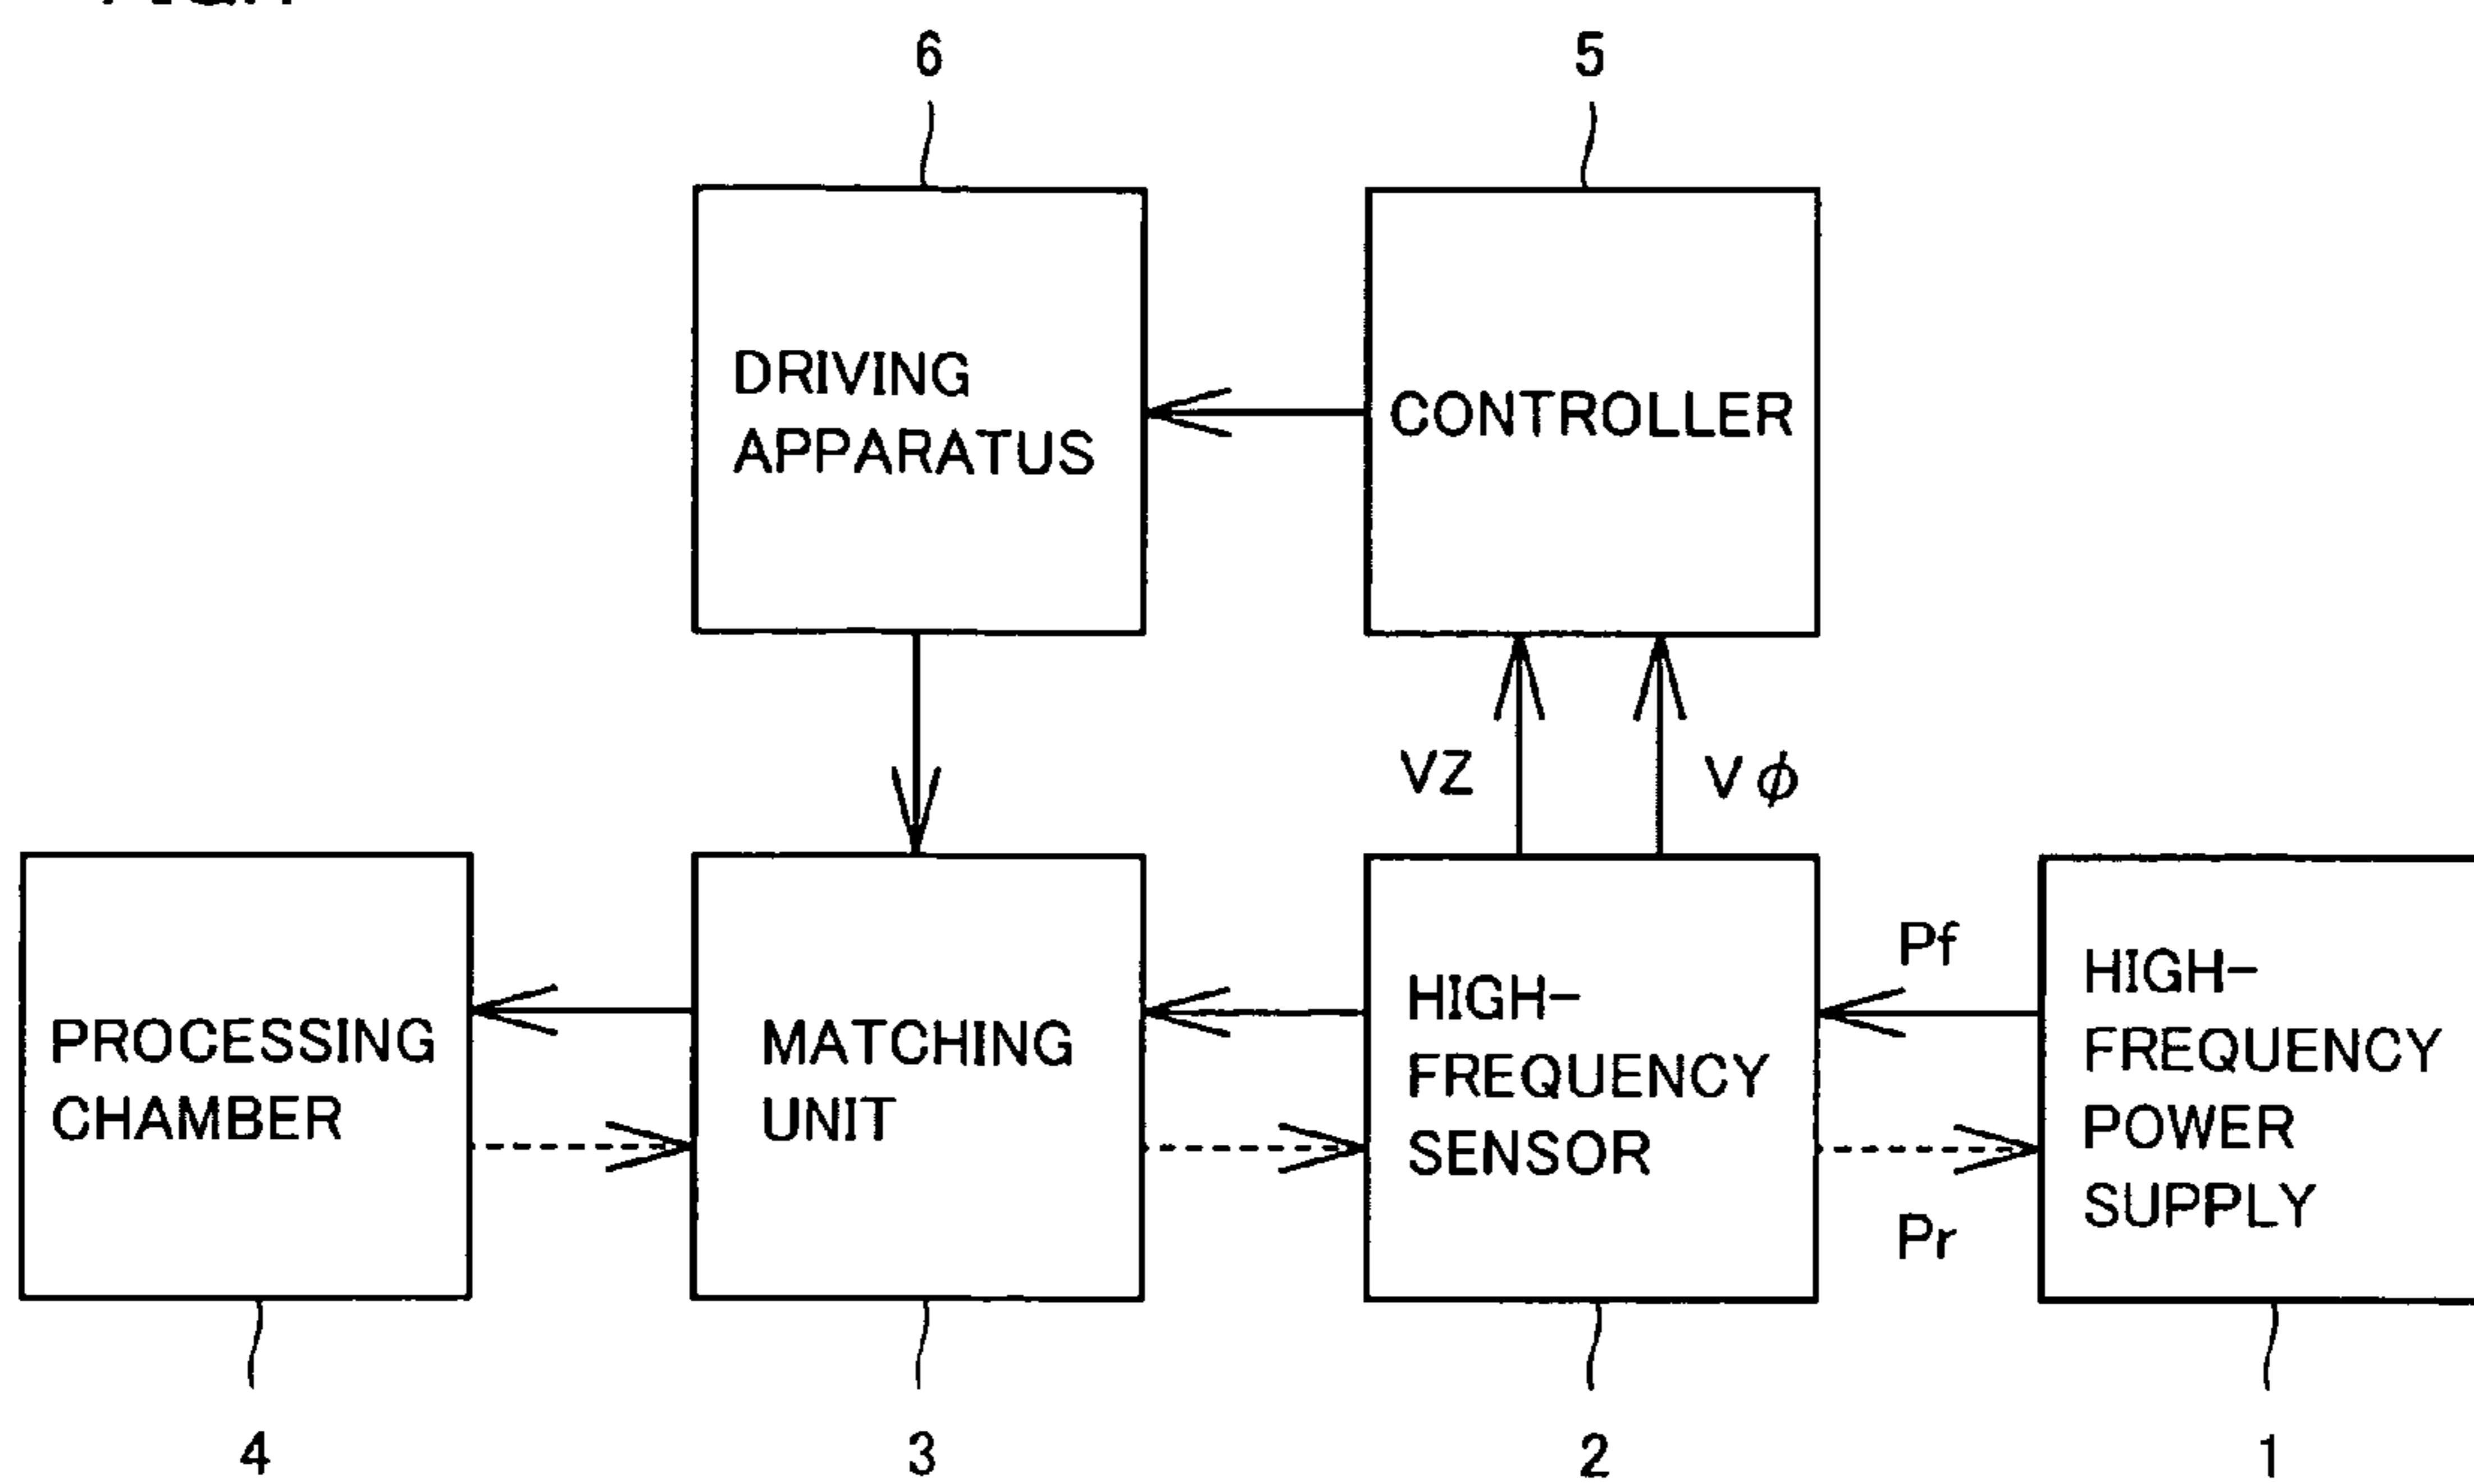 6
5
DRIVING
APPARATUS
CONTROLLER
VZ
Vϕ
PROCESSING
CHAMBER
MATCHING
UNIT
HIGH-
FREQUENCY
SENSOR
Pf
Pr
HIGH-
FREQUENCY
POWER
SUPPLY
4
3
2
1